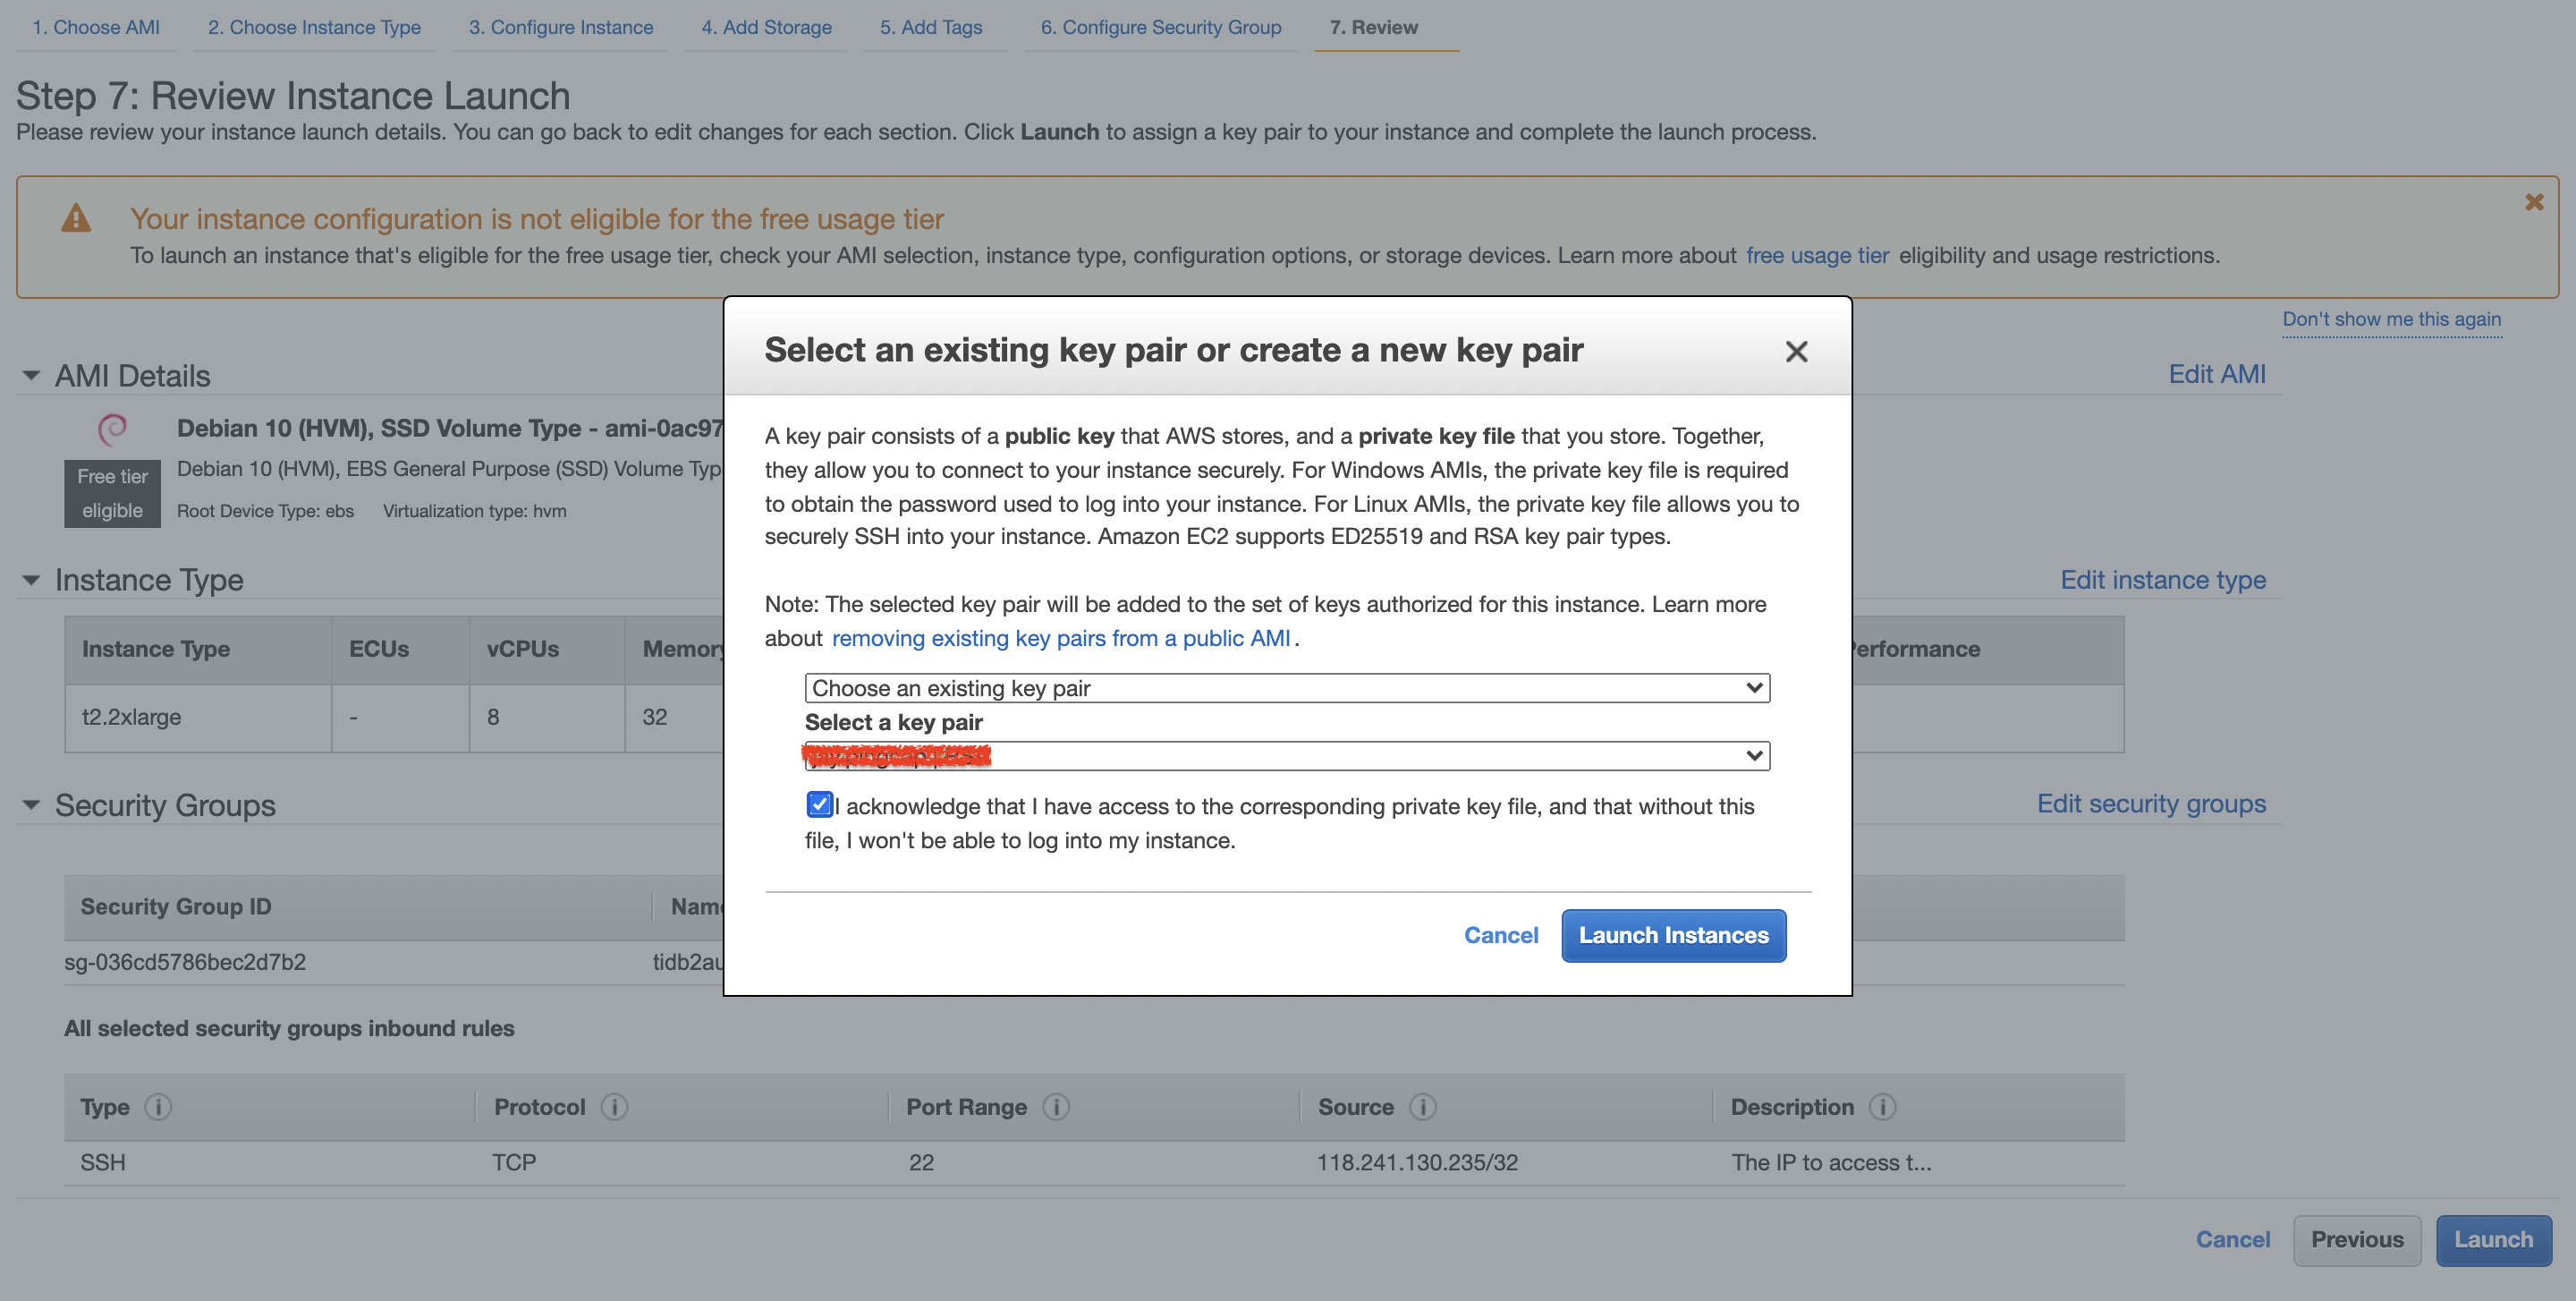 1. Choose AMI 2. Choose Instance Type 3. Configure Instance 4. Add Storage 5. Add Tags 6. Configure Security Group 7. Review
Step 7: Review Instance Launch
Please review your instance launch details. You can go back to edit changes for each section. Click Launch to assign a key pair to your instance and complete the launch process.
Your instance configuration is not eligible for the free usage tier
To launch an instance that's eligible for the free usage tier, check your AMI selection, instance type, configuration options, or storage devices. Learn more about free usage tier eligibility and usage restrictions.
Don't show me this again
AMI Details
Edit AMI
Debian 10 (HVM), SSD Volume Type - ami-0ac97
Free tier eligible
Debian 10 (HVM), EBS General Purpose (SSD) Volume Typ
Root Device Type: ebs Virtualization type: hvm
Instance Type
Edit instance type
Instance Type ECUs vCPUs Memory erformance
t2.2xlarge - 8 32
Security Groups
Edit security groups
Security Group ID Name
sg-036cd5786bec2d7b2 tidb2au
All selected security groups inbound rules
Type Protocol Port Range Source Description
SSH TCP 22 118.241.130.235/32 The IP to access t...
Cancel Previous Launch
Select an existing key pair or create a new key pair
A key pair consists of a public key that AWS stores, and a private key file that you store. Together,
they allow you to connect to your instance securely. For Windows AMIs, the private key file is required
to obtain the password used to log into your instance. For Linux AMIs, the private key file allows you to
securely SSH into your instance. Amazon EC2 supports ED25519 and RSA key pair types.
Note: The selected key pair will be added to the set of keys authorized for this instance. Learn more
about removing existing key pairs from a public AMI .
Choose an existing key pair
Select a key pair
I acknowledge that I have access to the corresponding private key file, and that without this
file, I won't be able to log into my instance.
Cancel Launch Instances